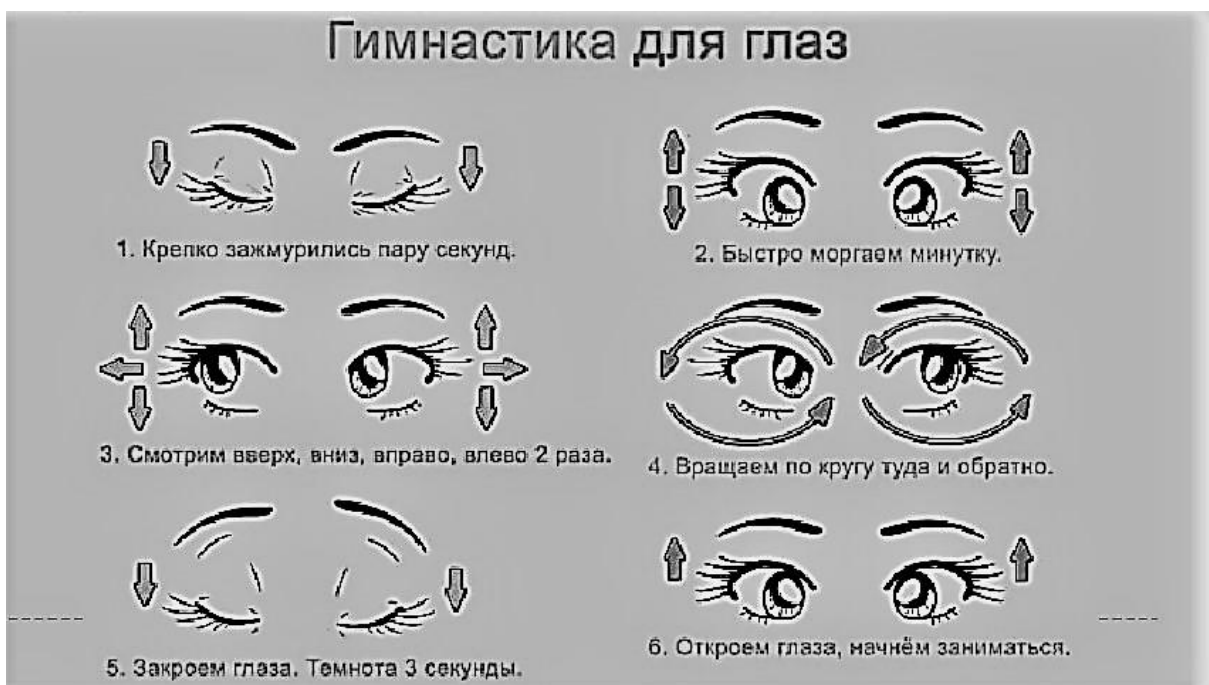 Гимнастика для глаз
1. Крепко зажмурились пару секунд.
2. Быстро моргаем минутку.
3. Смотрим вверх, вниз, вправо, влево 2 раза.
4. Вращаем по кругу туда и обратно.
5. Закроем глаза. Темнота 3 секунды.
6. Откроем глаза, начнём заниматься.